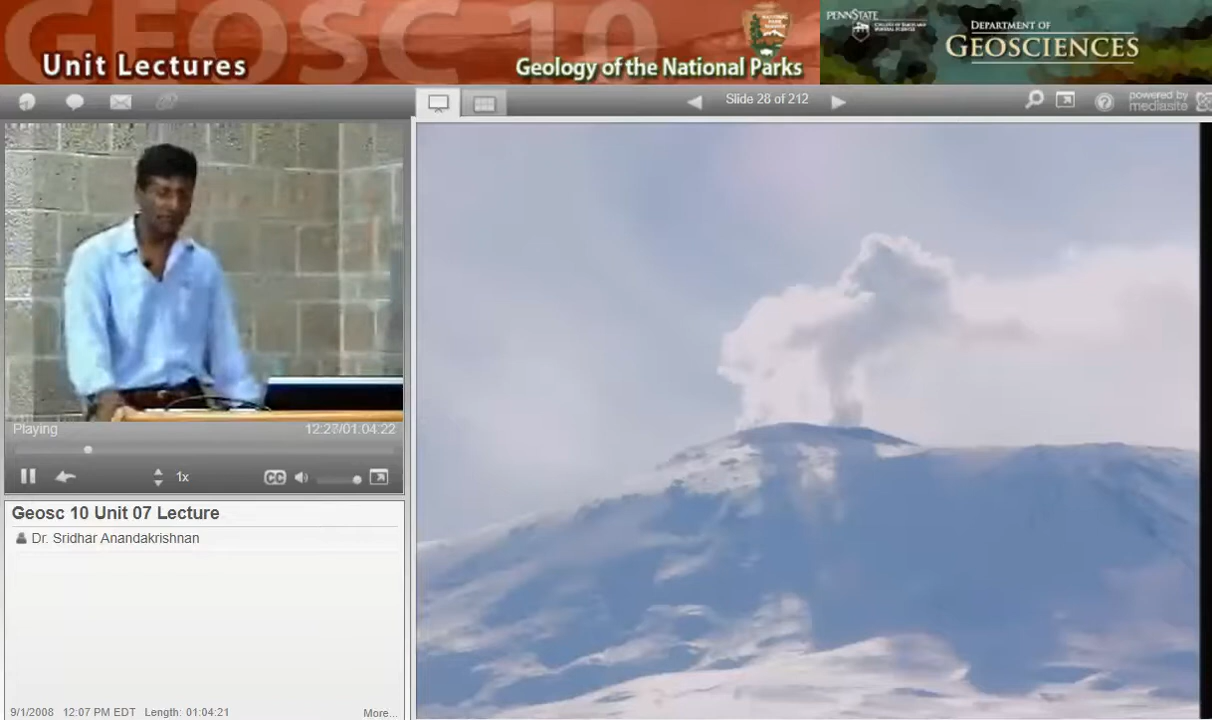 GEOSC 10
Unit Lectures
Geology of the National Parks
PENNSTATE
DEPARTMENT OF
GEOSCIENCES
Slide 28 of 212
powered by
mediasite
Playing
12:27/01:04:22
1x
CC
Geosc 10 Unit 07 Lecture
Dr. Sridhar Anandakrishnan
9/1/2008 12:07 PM EDT Length: 01:04:21
More...